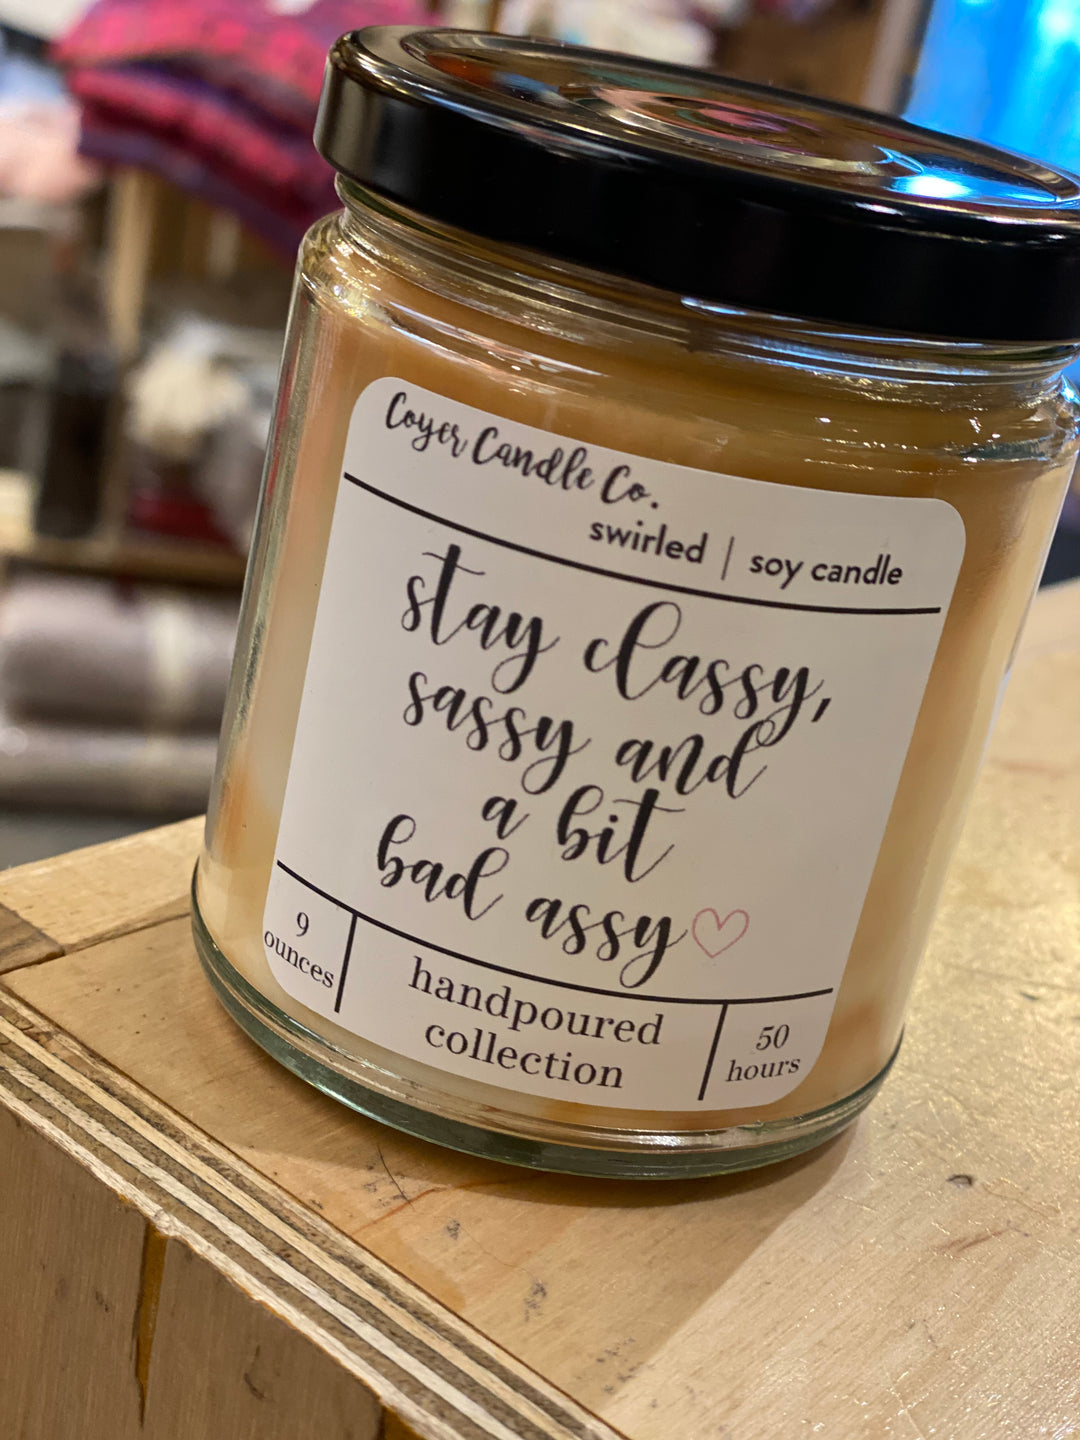 Coyer Candle Co.
swirled | soy candle
stay classy,
sassy and
a bit
bad assy♡
9
ounces
handpoured
collection
50
hours